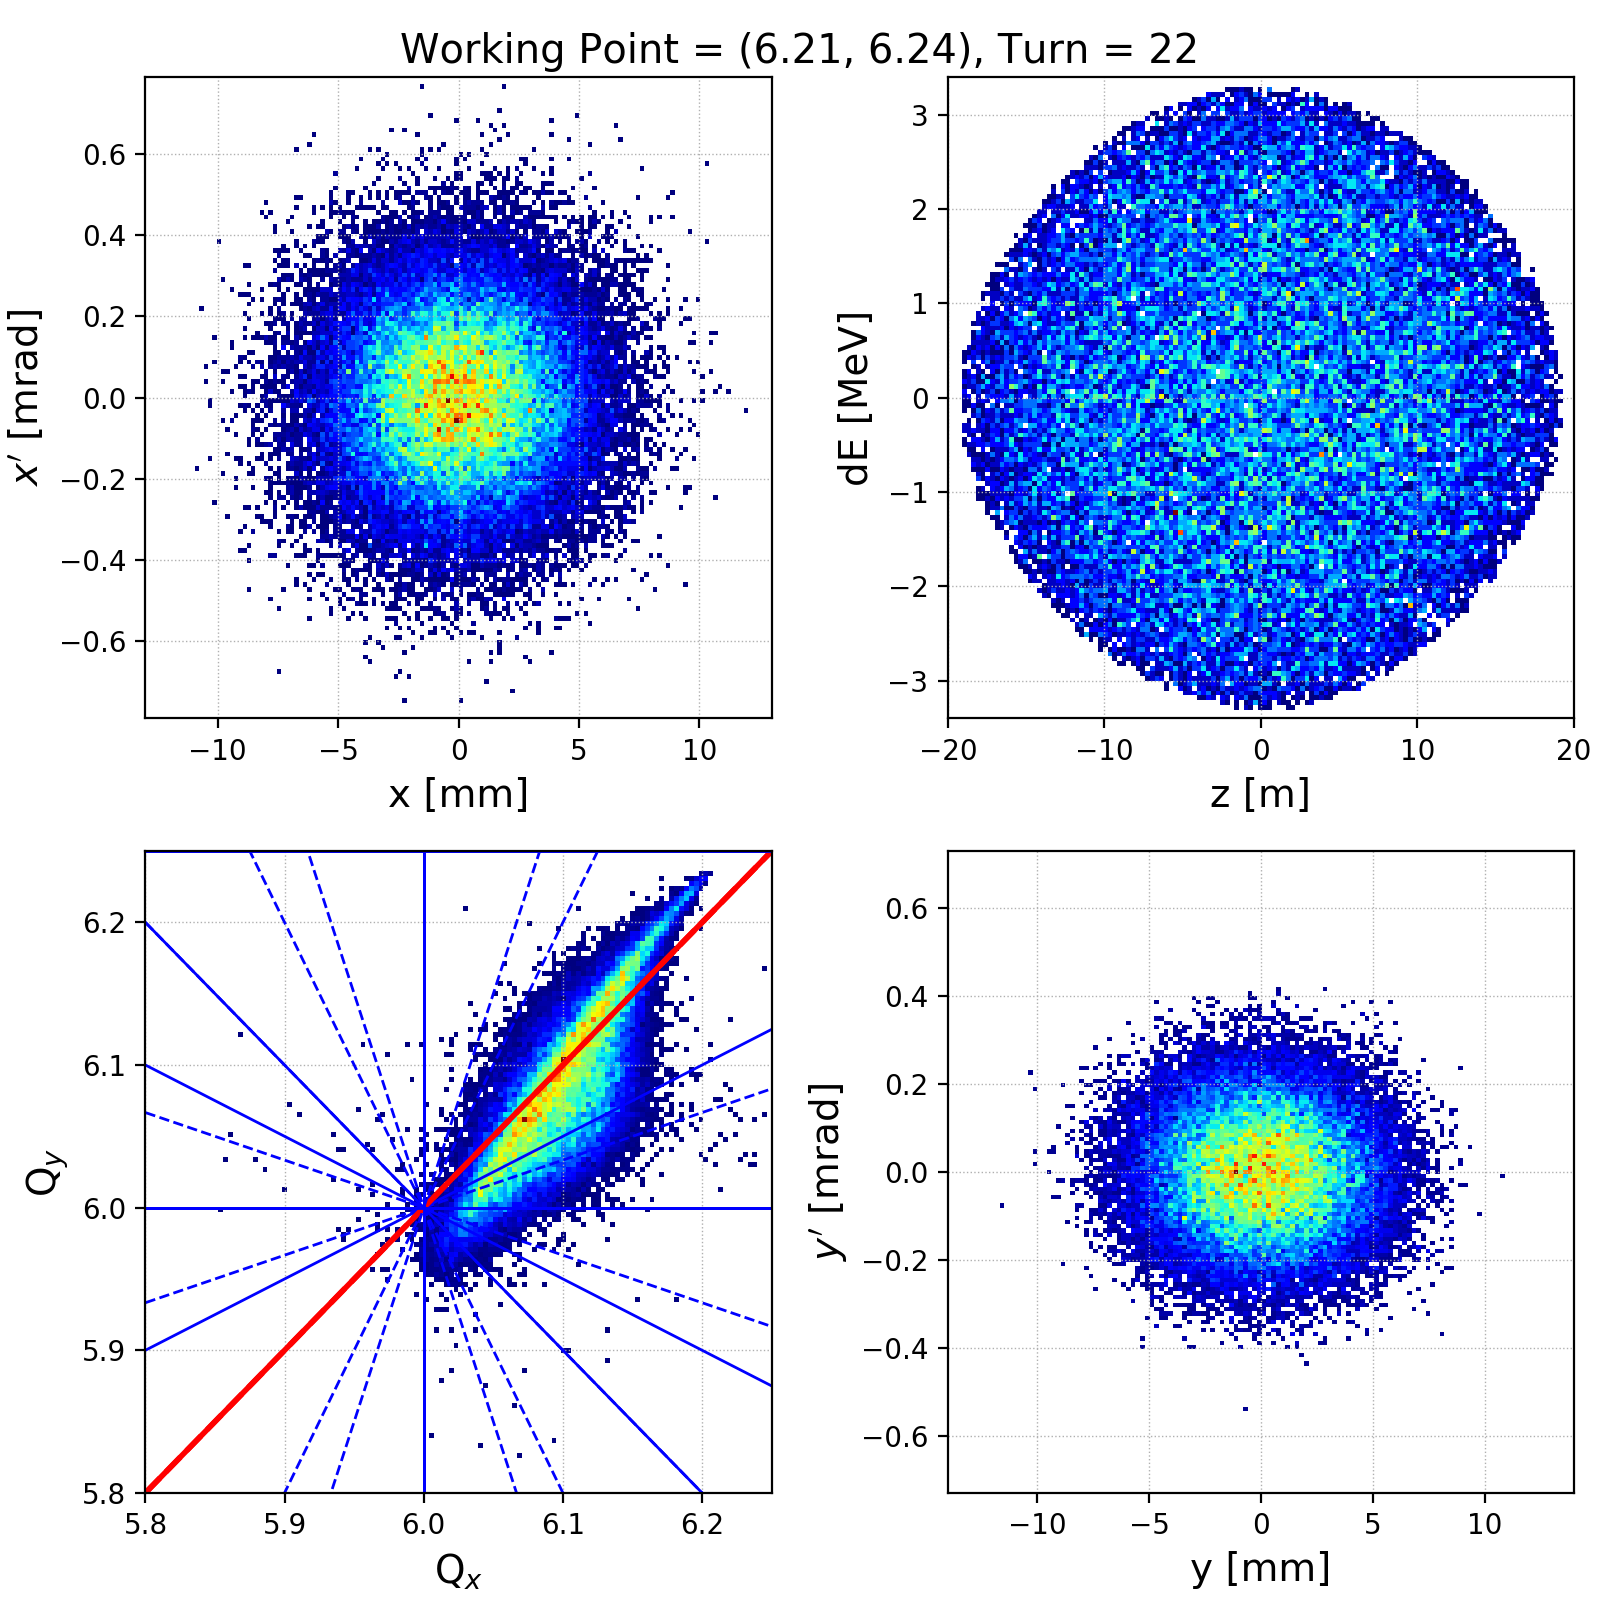 Working Point = (6.21, 6.24), Turn = 22
0.6
0.4
0.2
0.0
−0.2
−0.4
−0.6
x′ [mrad]
−10 −5 0 5 10
x [mm]
3
2
1
0
−1
−2
−3
dE [MeV]
−20 −10 0 10 20
z [m]
6.2
6.1
6.0
5.9
5.8
Qy
5.8 5.9 6.0 6.1 6.2
Qx
0.6
0.4
0.2
0.0
−0.2
−0.4
−0.6
y′ [mrad]
−10 −5 0 5 10
y [mm]